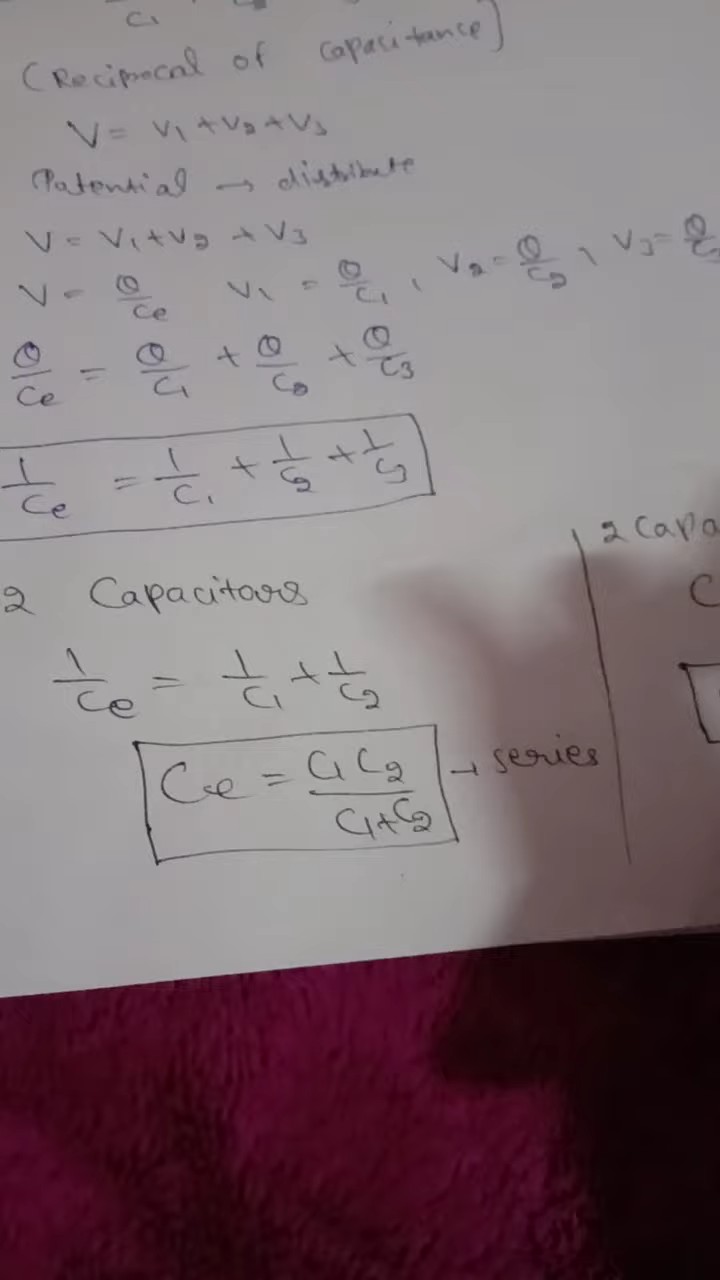 C₁
(Reciprocal of capacitance)
V = V₁ + V₂ + V₃
Potential → distribute
V = V₁ + V₂ + V₃
V = Q/Ce V₁ = Q/C₁, V₂ = Q/C₂, V₃ = Q/C
Q/Ce = Q/C₁ + Q/C₂ + Q/C₃
1/Ce = 1/C₁ + 1/C₂ + 1/C₃
2 Capacitors
1/Ce = 1/C₁ + 1/C₂
Ce = C₁C₂/C₁+C₂ → series
2 Capa
C